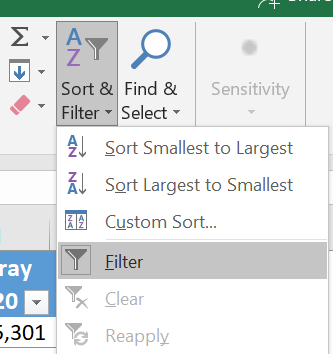 Share
Sort &
Filter
Find &
Select
Sensitivity
Sort Smallest to Largest
Sort Largest to Smallest
Custom Sort...
Filter
Clear
Reapply
ray
20
5,301